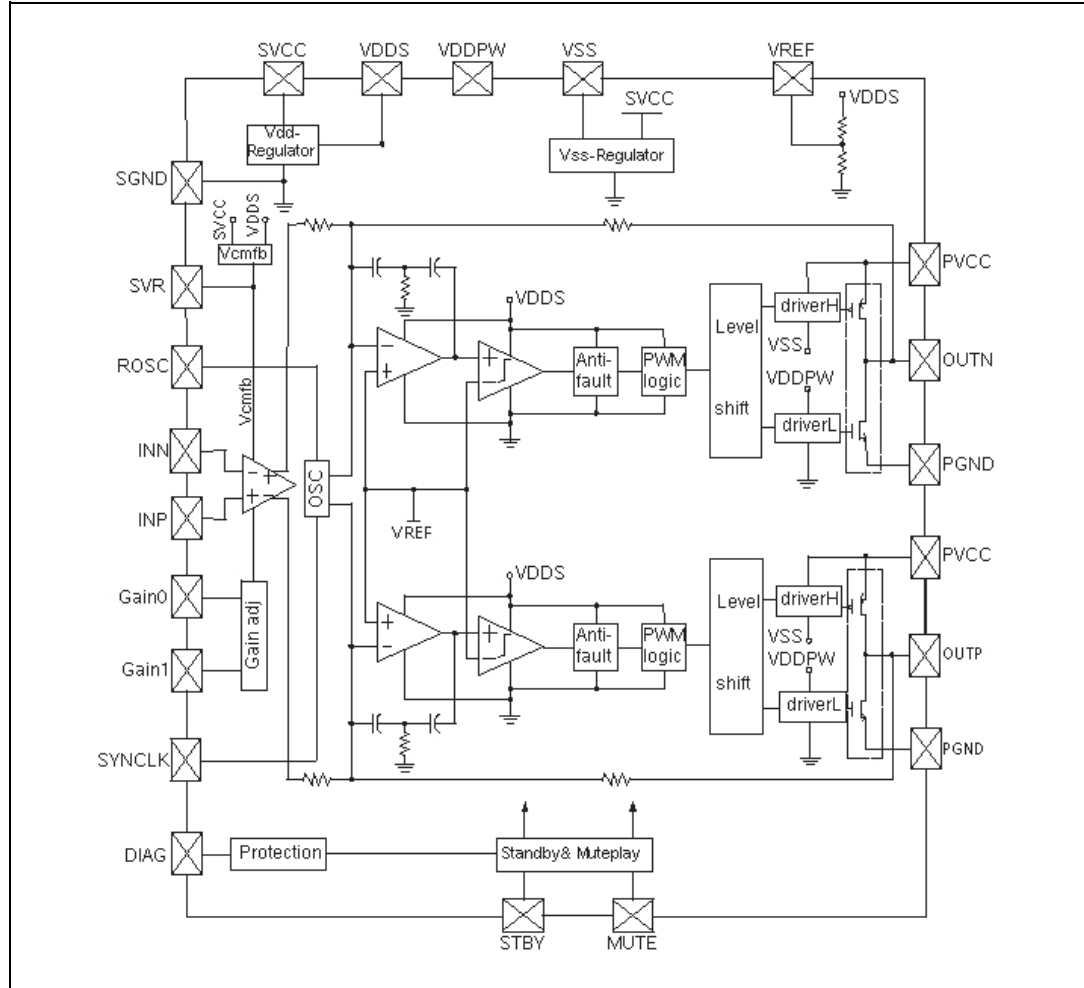 SVCC
VDDS
VDDPW
VSS
VREF
SVCC
VDDS
Vdd-
Regulator
Vss-Regulator
SGND
SVCC
VDDS
Vcmfb
SVR
PVCC
VDDS
driverH
Level
shift
VSS
ROSC
Anti-
fault
PWM
logic
OUTN
VDDPW
Vcmfb
driverL
INN
PGND
OSC
INP
VREF
PVCC
VDDS
Gain0
Gain adj
Level
shift
driverH
Anti-
fault
PWM
logic
VSS
VDDPW
OUTP
Gain1
driverL
SYNCLK
PGND
DIAG
Protection
Standby& Muteplay
STBY
MUTE